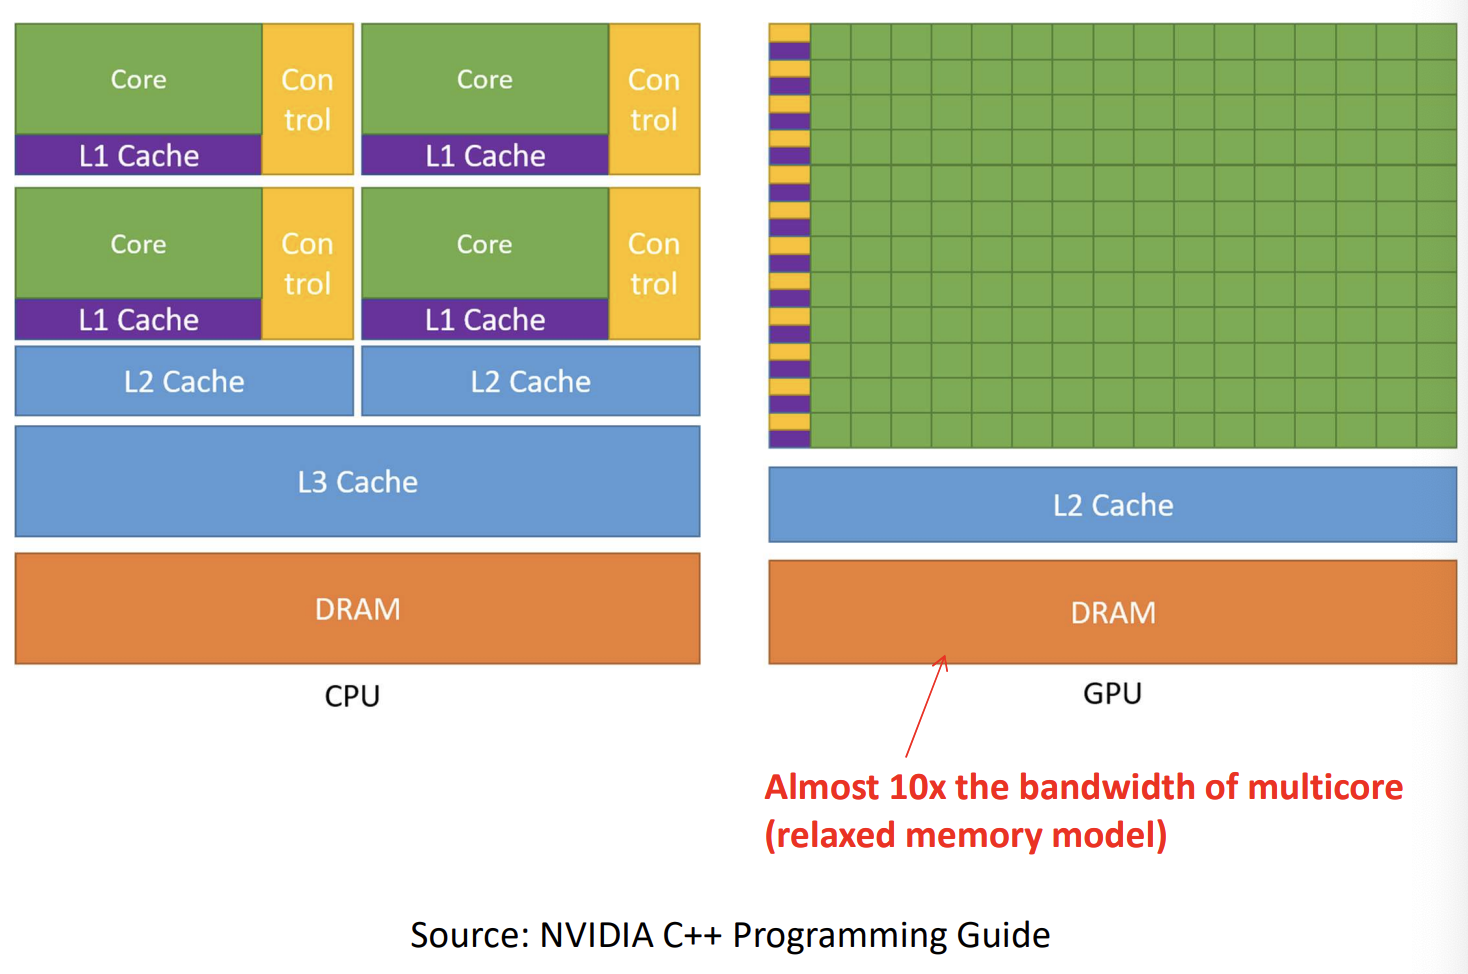 Core
Con
trol
L1 Cache
Core
Con
trol
L1 Cache
Core
Con
trol
L1 Cache
Core
Con
trol
L1 Cache
L2 Cache
L2 Cache
L3 Cache
DRAM
CPU
L2 Cache
DRAM
GPU
Almost 10x the bandwidth of multicore
(relaxed memory model)
Source: NVIDIA C++ Programming Guide